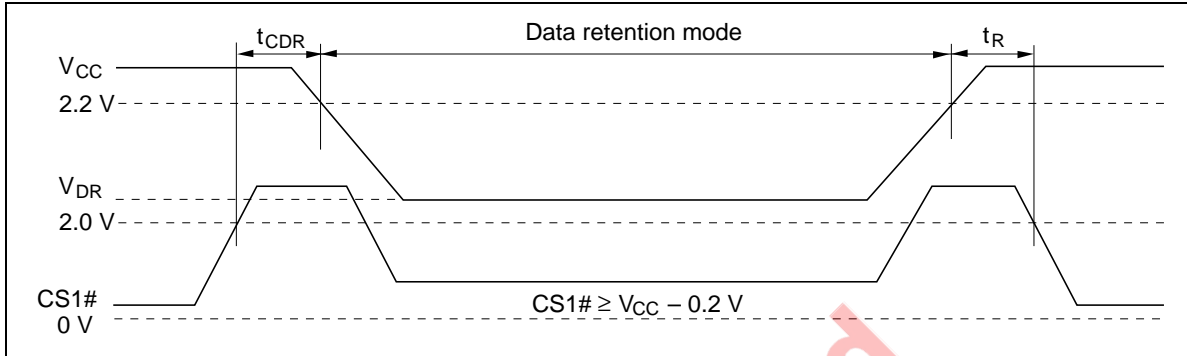 tCDR Data retention mode tR
VCC
2.2 V
VDR
2.0 V
CS1#
0 V
CS1# ≥ VCC – 0.2 V